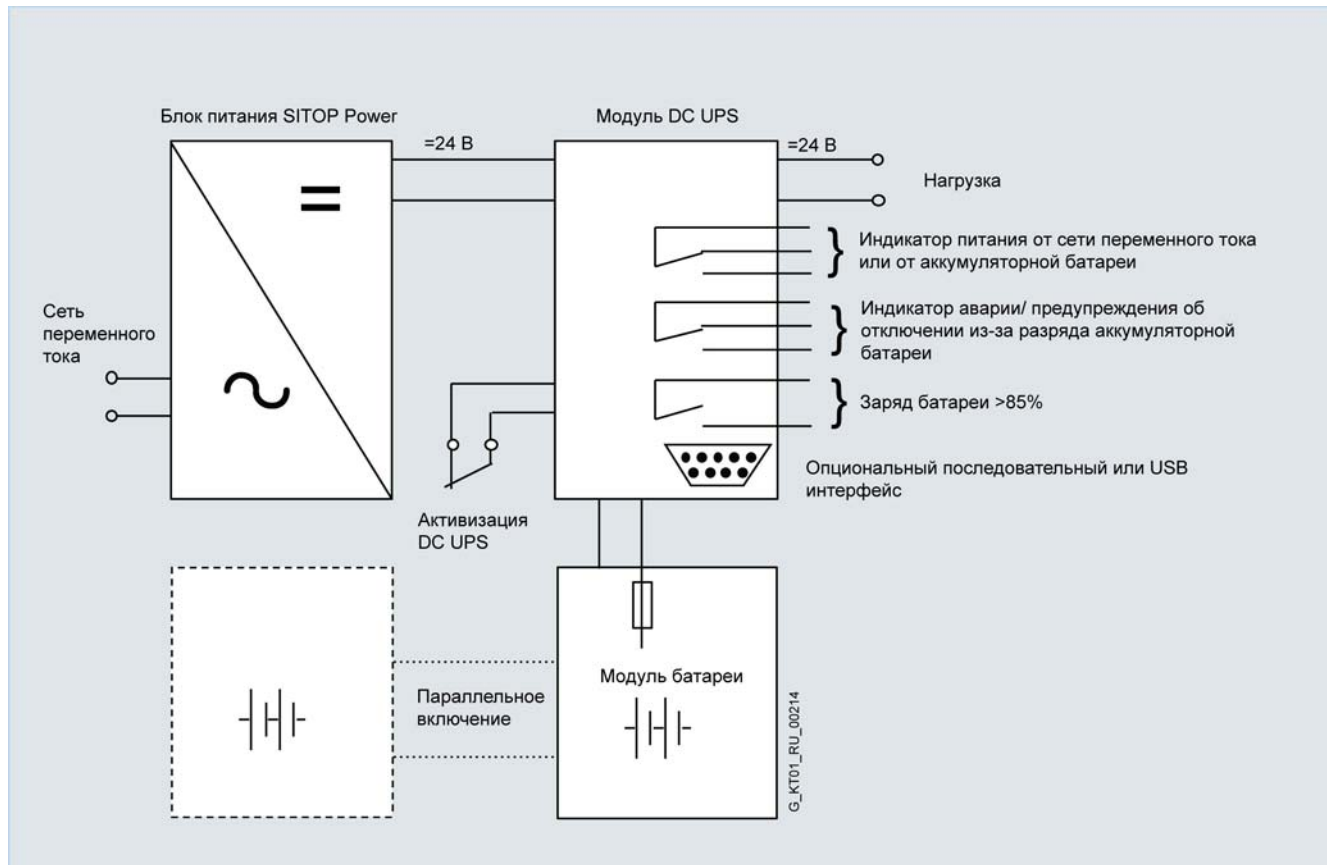 Блок питания SITOP Power
Модуль DC UPS
=24 В
=24 В
Нагрузка
Индикатор питания от сети переменного тока
или от аккумуляторной батареи
Сеть
переменного
тока
Индикатор аварии/ предупреждения об
отключении из-за разряда аккумуляторной
батареи
Заряд батареи >85%
Опциональный последовательный или USB
интерфейс
Активизация
DC UPS
Модуль батареи
Параллельное
включение
G_KT01_RU_00214